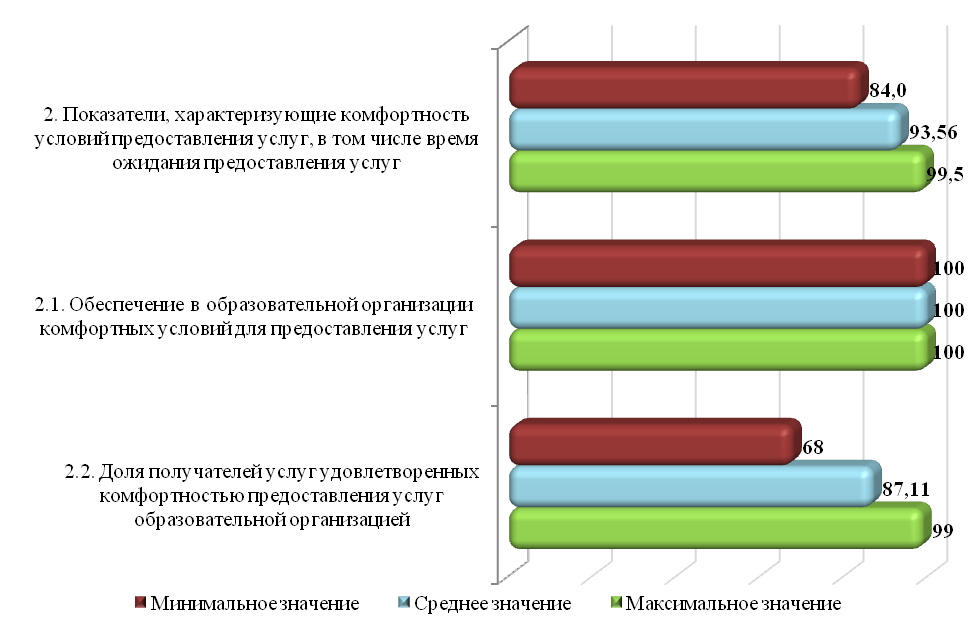 2. Показатели, характеризующие комфортность
условий предоставления услуг, в том числе время
ожидания предоставления услуг
84,0
93,56
99,5
2.1. Обеспечение в образовательной организации
комфортных условий для предоставления услуг
100
100
100
2.2. Доля получателей услуг удовлетворенных
комфортностью предоставления услуг
образовательной организацией
68
87,11
99
Минимальное значение Среднее значение Максимальное значение